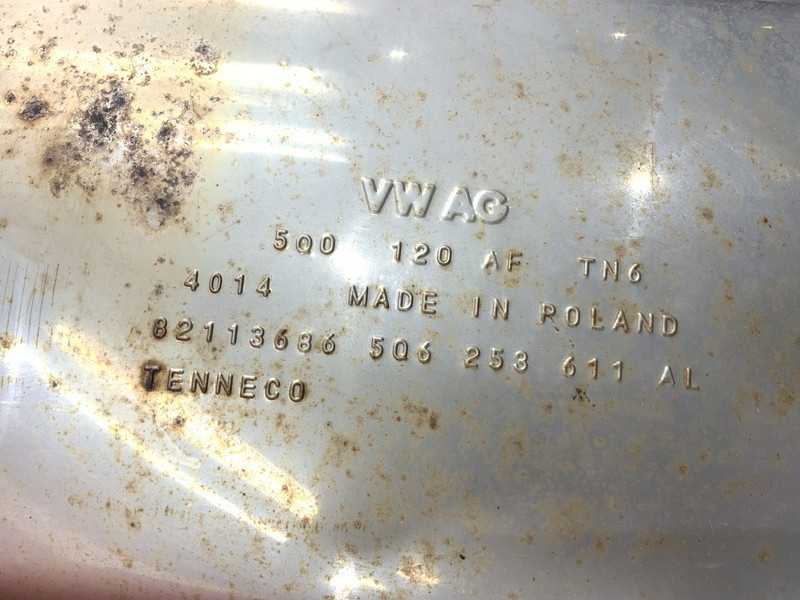 VW AG
5Q0 120 AF TN6
4014 MADE IN POLAND
82113686 5Q6 253 611 AL
TENNECO